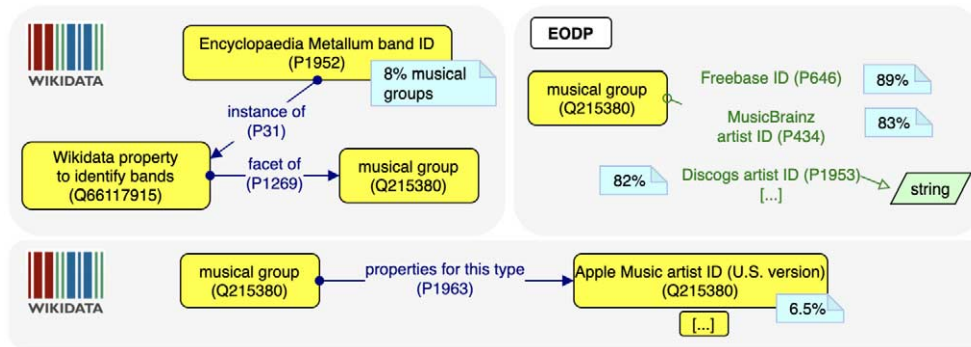 WIKIDATA
Encyclopaedia Metallum band ID
(P1952)
8% musical
groups
instance of
(P31)
Wikidata property
to identify bands
(Q66117915)
facet of
(P1269)
musical group
(Q215380)
EODP
musical group
(Q215380)
Freebase ID (P646)
89%
MusicBrainz
artist ID (P434)
83%
82%
Discogs artist ID (P1953)
[...]
string
WIKIDATA
musical group
(Q215380)
properties for this type
(P1963)
Apple Music artist ID (U.S. version)
(Q215380)
6.5%
[...]